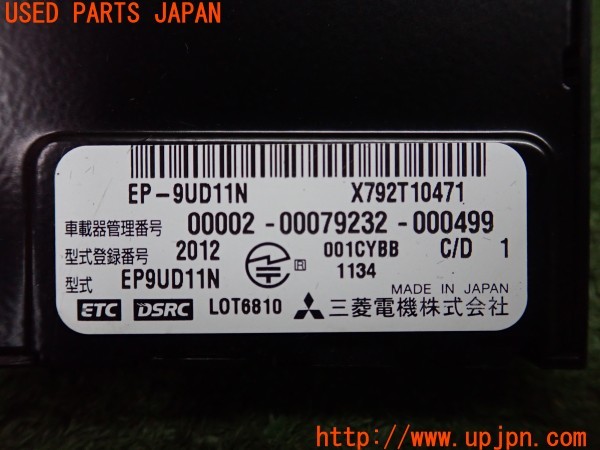 USED PARTS JAPAN
EP-9UD11N X792T10471
車載器管理番号 00002-00079232-000499
型式登録番号 2012 R 001CYBB C/D 1
型式 EP9UD11N 1134
MADE IN JAPAN
ETC DSRC LOT6810 三菱電機株式会社
http://www.upjpn.com/